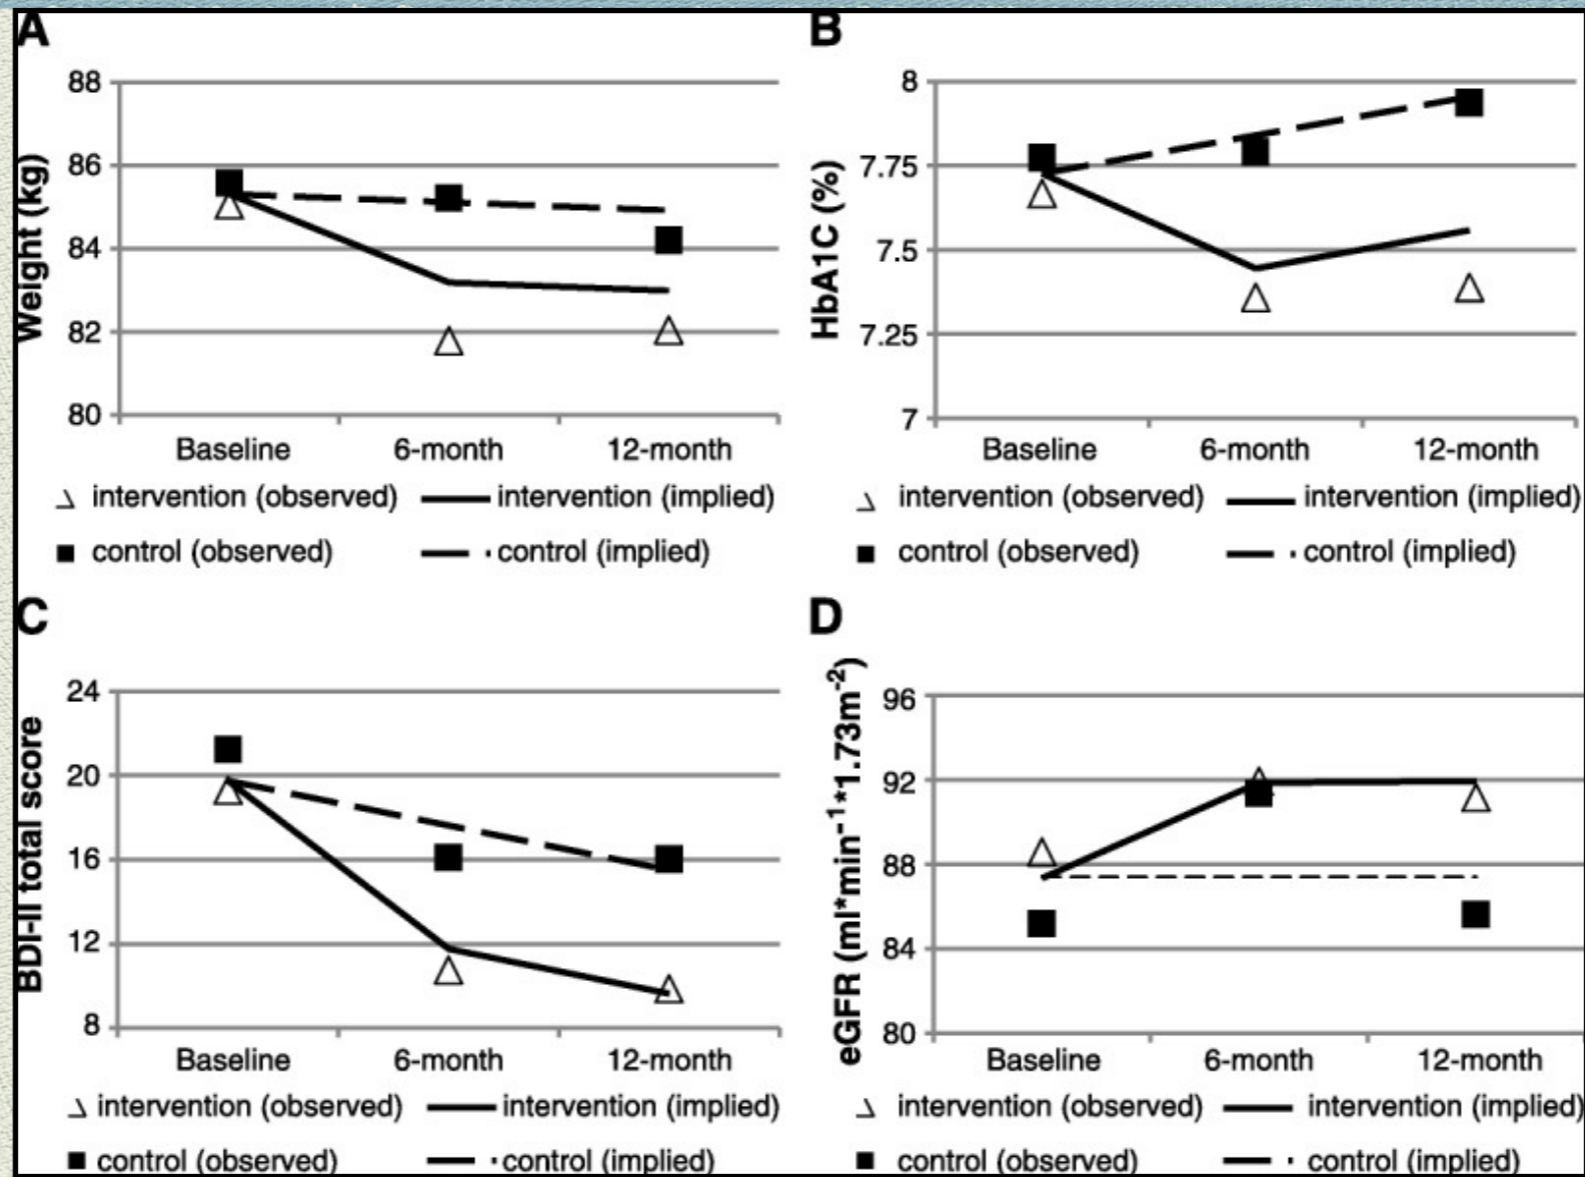 A
88
86
84
82
80
Weight (kg)
Baseline 6-month 12-month
intervention (observed) intervention (implied)
control (observed) control (implied)
B
8
7.75
7.5
7.25
7
HbA1C (%)
Baseline 6-month 12-month
intervention (observed) intervention (implied)
control (observed) control (implied)
C
24
20
16
12
8
BDI-II total score
Baseline 6-month 12-month
intervention (observed) intervention (implied)
control (observed) control (implied)
D
96
92
88
84
80
eGFR (ml*min⁻¹*1.73m⁻²)
Baseline 6-month 12-month
intervention (observed) intervention (implied)
control (observed) control (implied)